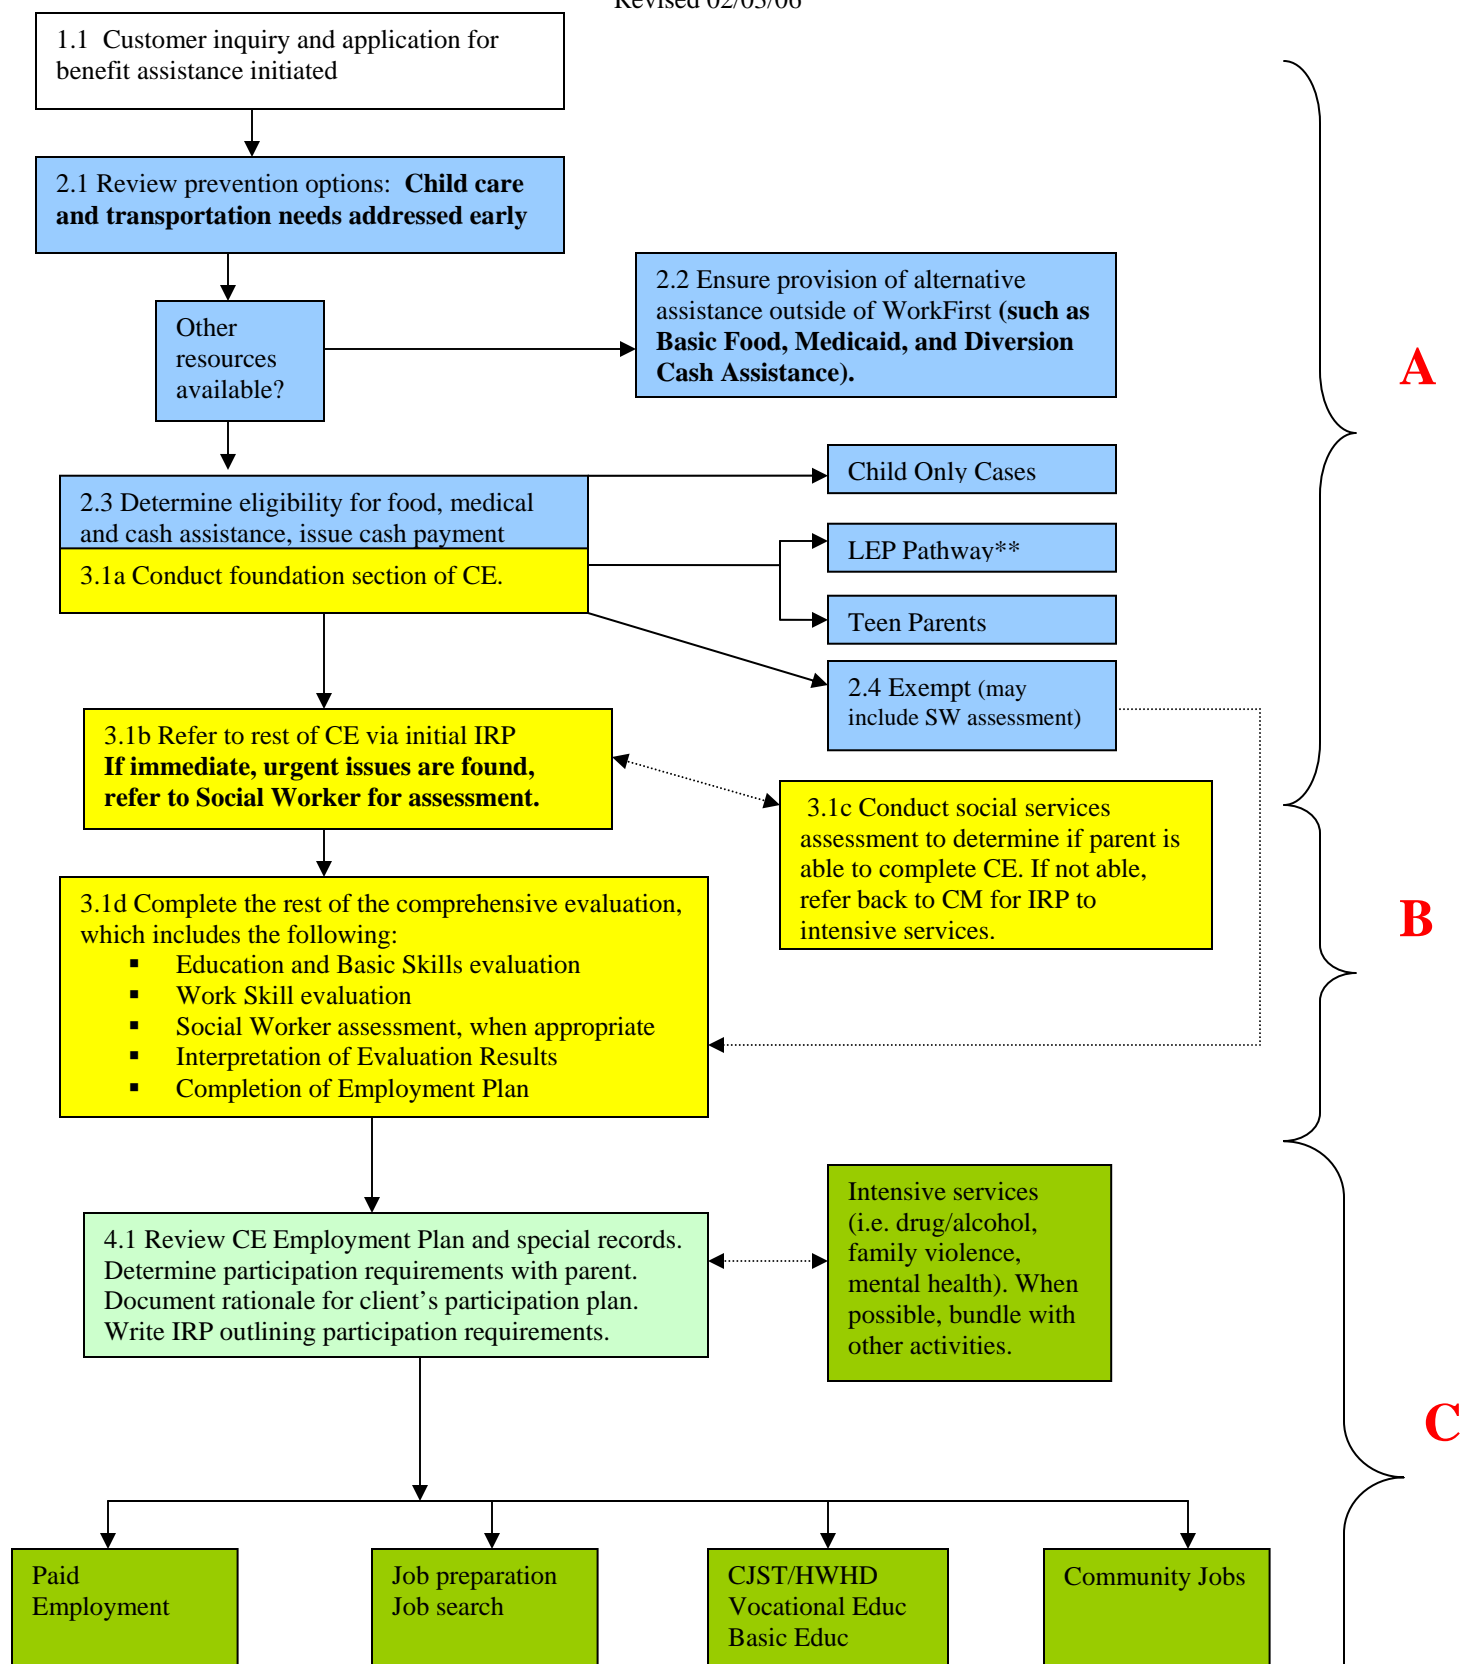 Revised 02/03/06
1.1  Customer inquiry and application for
benefit assistance initiated
2.1 Review prevention options:  Child care
and transportation needs addressed early
2.2 Ensure provision of alternative
assistance outside of WorkFirst (such as
Basic Food, Medicaid, and Diversion
Cash Assistance).
Other
resources
available?
A
Child Only Cases
2.3 Determine eligibility for food, medical
and cash assistance, issue cash payment
LEP Pathway**
3.1a Conduct foundation section of CE.
Teen Parents
2.4 Exempt (may
include SW assessment)
3.1b Refer to rest of CE via initial IRP
If immediate, urgent issues are found,
refer to Social Worker for assessment.
3.1c Conduct social services
assessment to determine if parent is
able to complete CE. If not able,
refer back to CM for IRP to
intensive services.
B
3.1d Complete the rest of the comprehensive evaluation,
which includes the following:
▪ Education and Basic Skills evaluation
▪ Work Skill evaluation
▪ Social Worker assessment, when appropriate
▪ Interpretation of Evaluation Results
▪ Completion of Employment Plan
Intensive services
(i.e. drug/alcohol,
family violence,
mental health). When
possible, bundle with
other activities.
4.1 Review CE Employment Plan and special records.
Determine participation requirements with parent.
Document rationale for client’s participation plan.
Write IRP outlining participation requirements.
C
Paid
Employment
Job preparation
Job search
CJST/HWHD
Vocational Educ
Basic Educ
Community Jobs